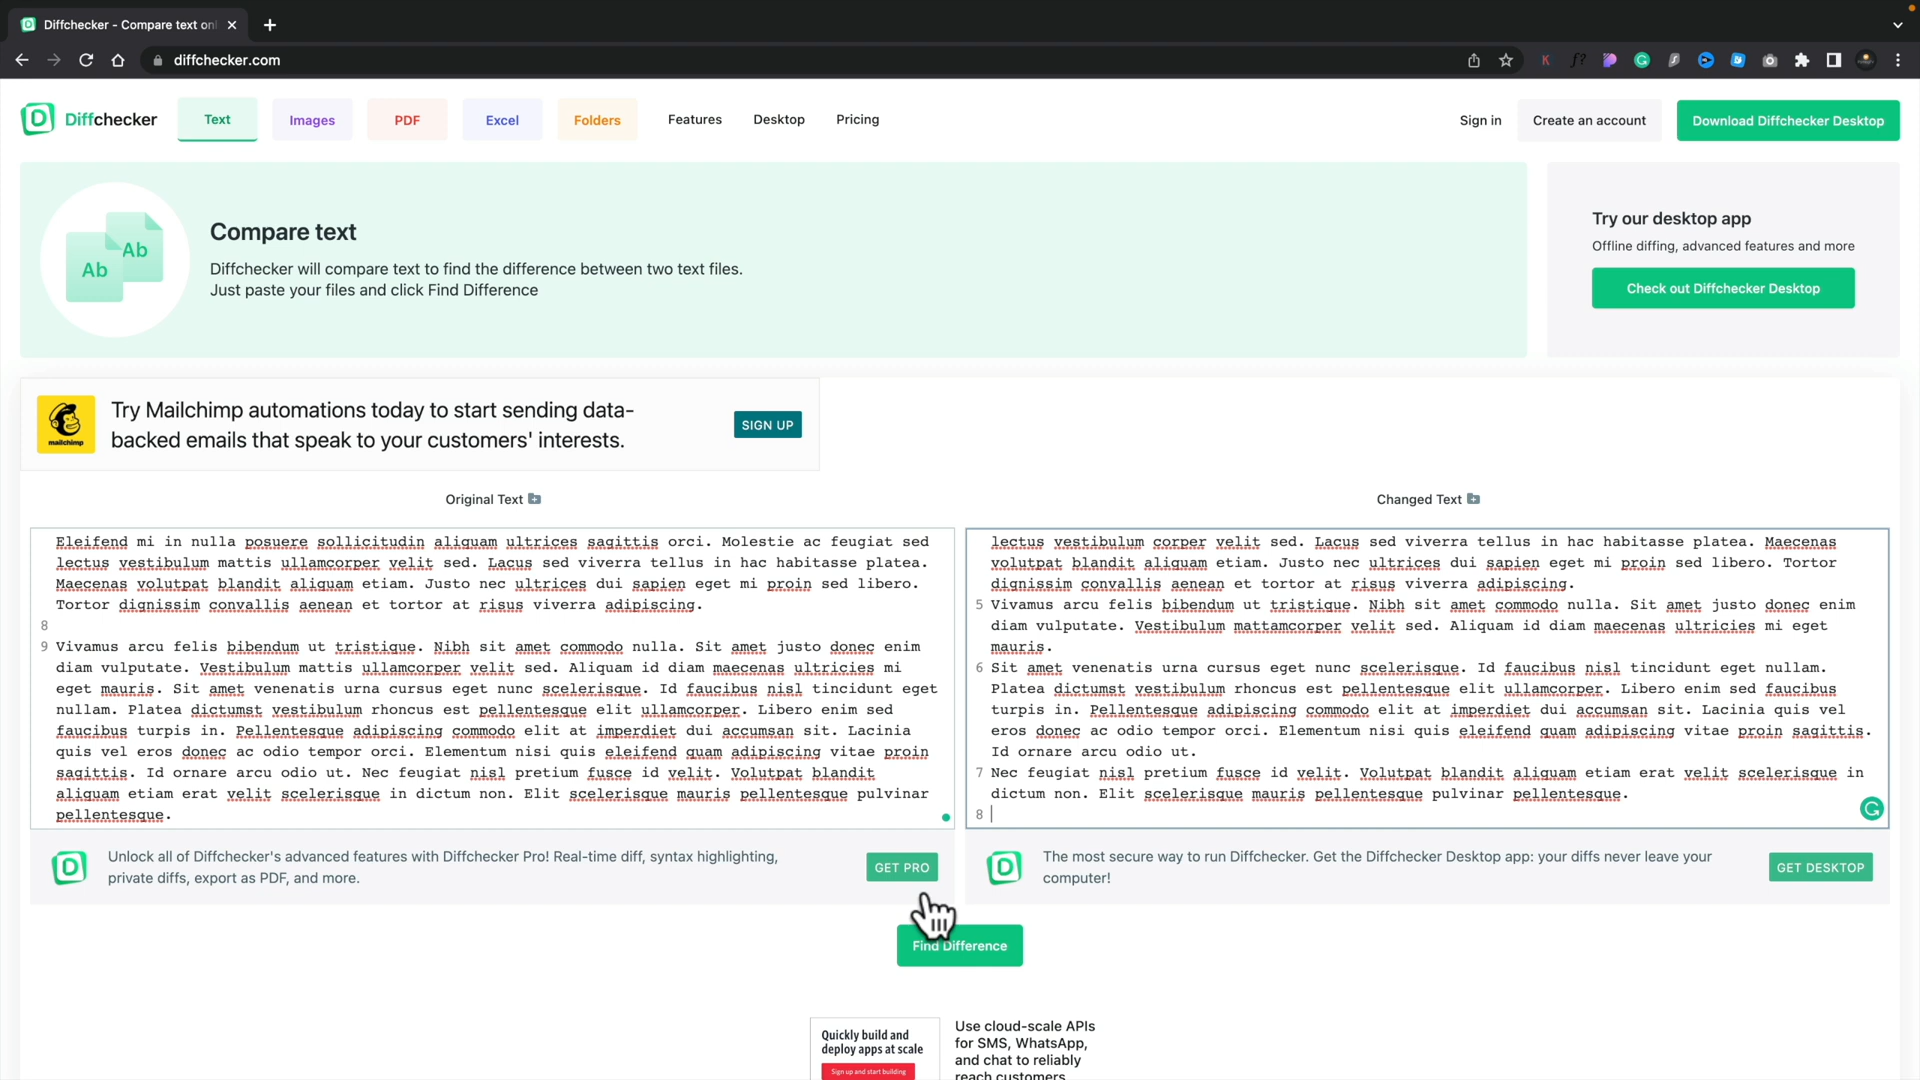 Diffchecker - Compare text onl
diffchecker.com
Diffchecker
Text
Images
PDF
Excel
Folders
Features
Desktop
Pricing
Sign in
Create an account
Download Diffchecker Desktop
Ab
Ab
Compare text
Diffchecker will compare text to find the difference between two text files.
Just paste your files and click Find Difference
Try our desktop app
Offline diffing, advanced features and more
Check out Diffchecker Desktop
mailchimp
Try Mailchimp automations today to start sending data-
backed emails that speak to your customers' interests.
SIGN UP
Original Text
Eleifend mi in nulla posuere sollicitudin aliquam ultrices sagittis orci. Molestie ac feugiat sed
lectus vestibulum mattis ullamcorper velit sed. Lacus sed viverra tellus in hac habitasse platea.
Maecenas volutpat blandit aliquam etiam. Justo nec ultrices dui sapien eget mi proin sed libero.
Tortor dignissim convallis aenean et tortor at risus viverra adipiscing.
8
9 Vivamus arcu felis bibendum ut tristique. Nibh sit amet commodo nulla. Sit amet justo donec enim
diam vulputate. Vestibulum mattis ullamcorper velit sed. Aliquam id diam maecenas ultricies mi
eget mauris. Sit amet venenatis urna cursus eget nunc scelerisque. Id faucibus nisl tincidunt eget
nullam. Platea dictumst vestibulum rhoncus est pellentesque elit ullamcorper. Libero enim sed
faucibus turpis in. Pellentesque adipiscing commodo elit at imperdiet dui accumsan sit. Lacinia
quis vel eros donec ac odio tempor orci. Elementum nisi quis eleifend quam adipiscing vitae proin
sagittis. Id ornare arcu odio ut. Nec feugiat nisl pretium fusce id velit. Volutpat blandit
aliquam etiam erat velit scelerisque in dictum non. Elit scelerisque mauris pellentesque pulvinar
pellentesque.
Changed Text
lectus vestibulum corper velit sed. Lacus sed viverra tellus in hac habitasse platea. Maecenas
volutpat blandit aliquam etiam. Justo nec ultrices dui sapien eget mi proin sed libero. Tortor
dignissim convallis aenean et tortor at risus viverra adipiscing.
5 Vivamus arcu felis bibendum ut tristique. Nibh sit amet commodo nulla. Sit amet justo donec enim
diam vulputate. Vestibulum mattamcorper velit sed. Aliquam id diam maecenas ultricies mi eget
mauris.
6 Sit amet venenatis urna cursus eget nunc scelerisque. Id faucibus nisl tincidunt eget nullam.
Platea dictumst vestibulum rhoncus est pellentesque elit ullamcorper. Libero enim sed faucibus
turpis in. Pellentesque adipiscing commodo elit at imperdiet dui accumsan sit. Lacinia quis vel
eros donec ac odio tempor orci. Elementum nisi quis eleifend quam adipiscing vitae proin sagittis.
Id ornare arcu odio ut.
7 Nec feugiat nisl pretium fusce id velit. Volutpat blandit aliquam etiam erat velit scelerisque in
dictum non. Elit scelerisque mauris pellentesque pulvinar pellentesque.
8
Unlock all of Diffchecker's advanced features with Diffchecker Pro! Real-time diff, syntax highlighting,
private diffs, export as PDF, and more.
GET PRO
The most secure way to run Diffchecker. Get the Diffchecker Desktop app: your diffs never leave your
computer!
GET DESKTOP
Find Difference
Quickly build and
deploy apps at scale
Sign up and start building
Use cloud-scale APIs
for SMS, WhatsApp,
and chat to reliably
reach customers